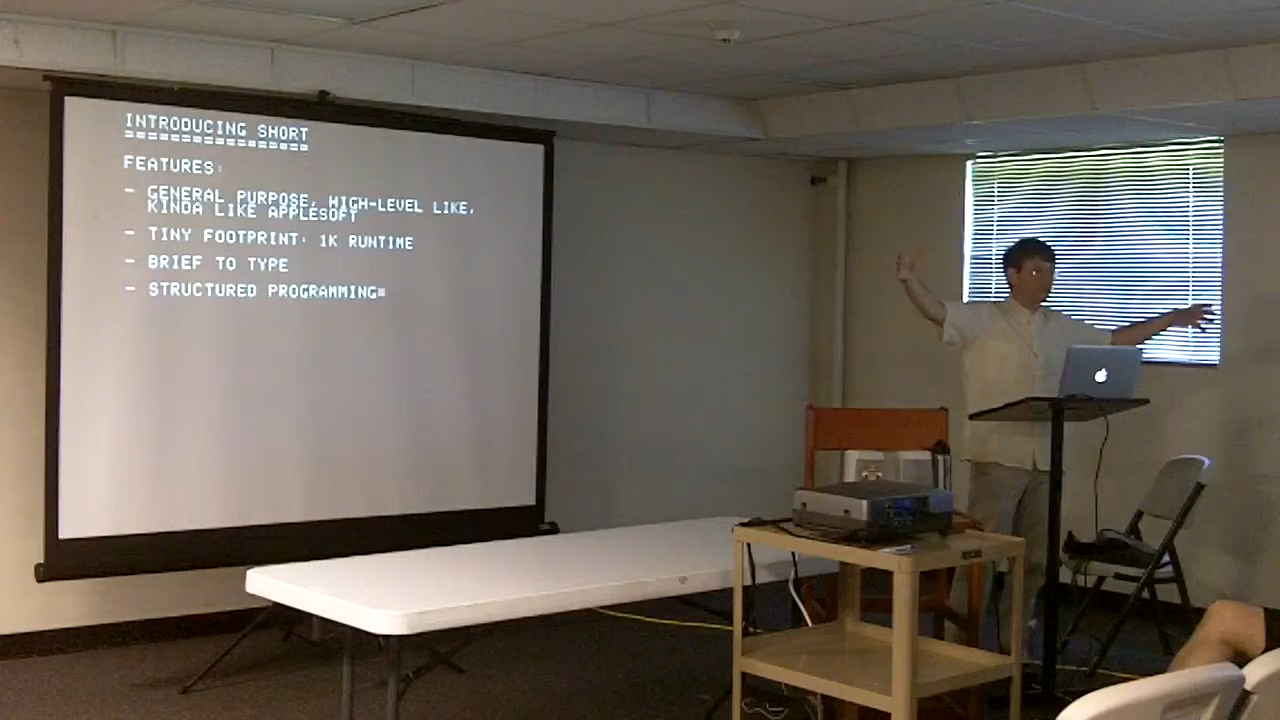 INTRODUCING SHORT
================
FEATURES:
- GENERAL PURPOSE, HIGH-LEVEL LIKE,
KINDA LIKE APPLESOFT
- TINY FOOTPRINT: 1K RUNTIME
- BRIEF TO TYPE
- STRUCTURED PROGRAMMING